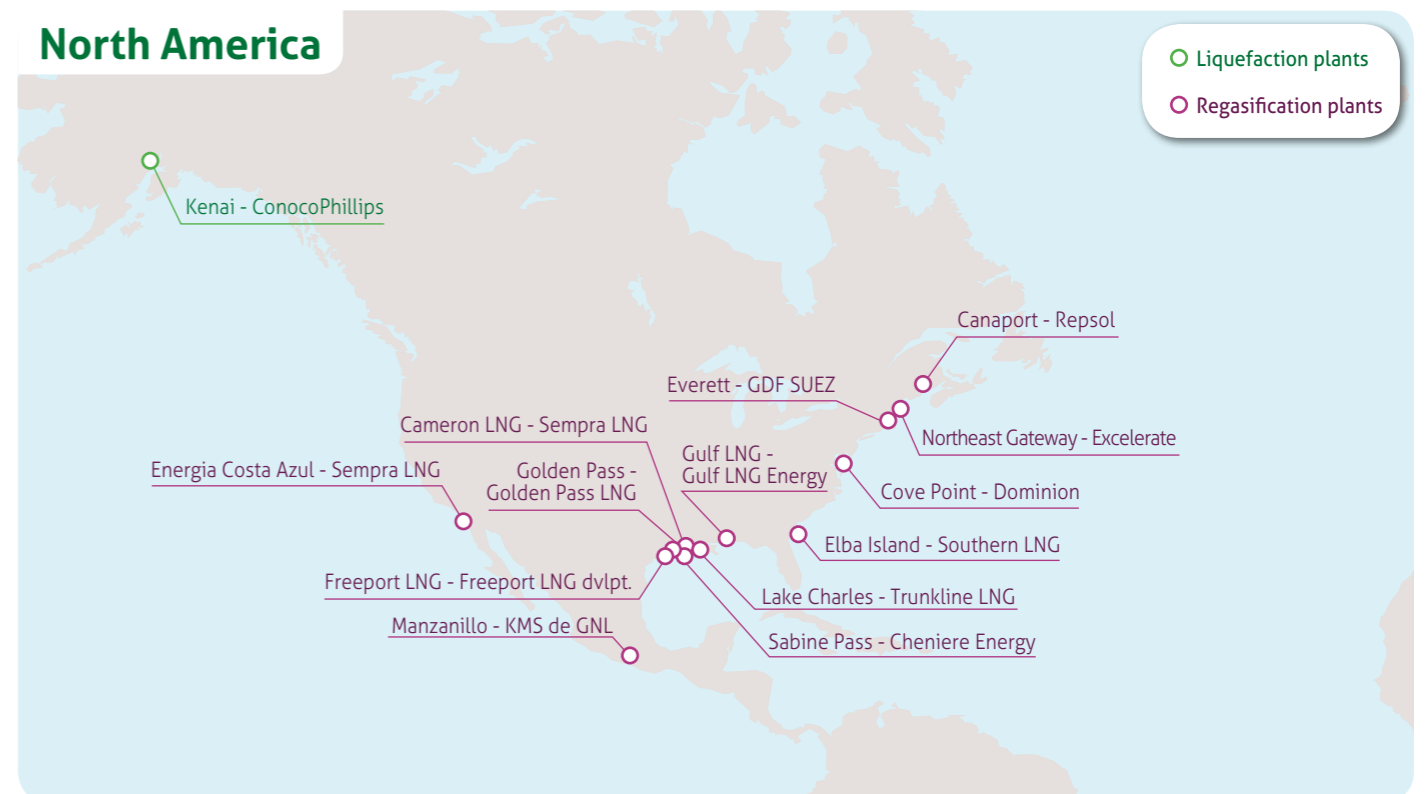 North America
Liquefaction plants
Regasification plants
Kenai - ConocoPhillips
Canaport - Repsol
Everett - GDF SUEZ
Cameron LNG - Sempra LNG
Northeast Gateway - Excelerate
Gulf LNG -
Gulf LNG Energy
Energia Costa Azul - Sempra LNG
Golden Pass -
Golden Pass LNG
Cove Point - Dominion
Elba Island - Southern LNG
Freeport LNG - Freeport LNG dvlpt.
Lake Charles - Trunkline LNG
Manzanillo - KMS de GNL
Sabine Pass - Cheniere Energy